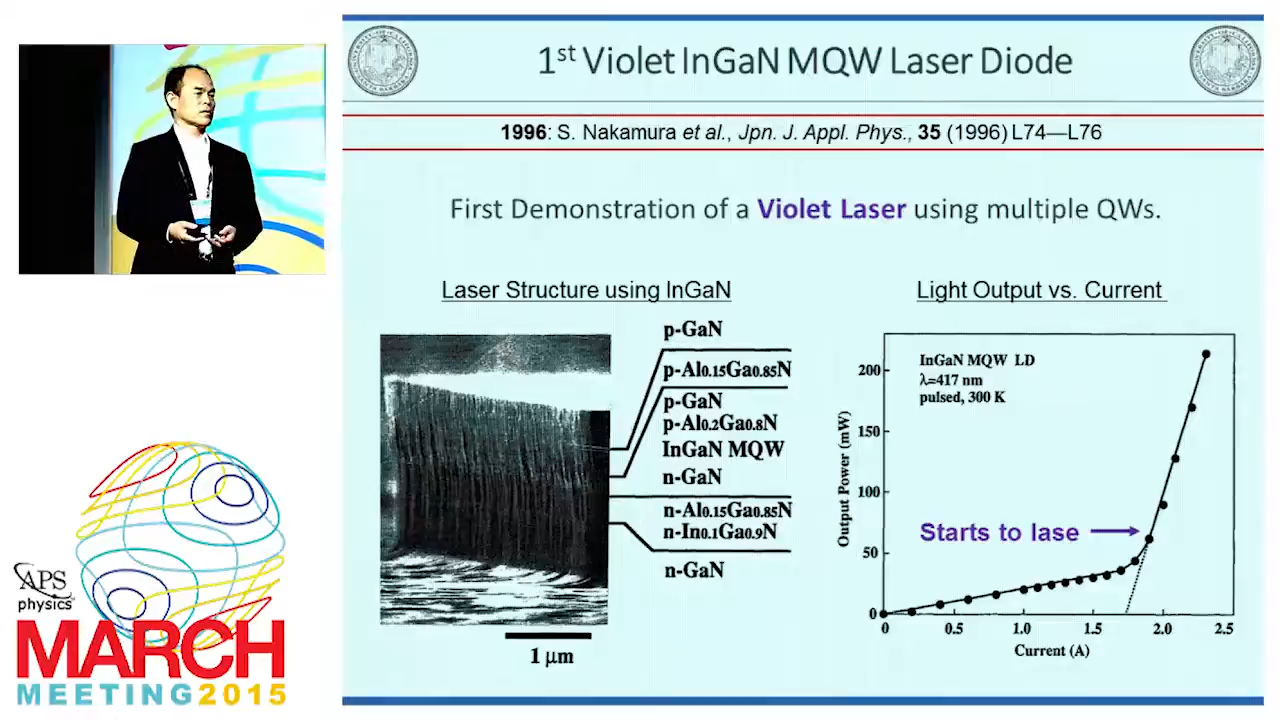 1st Violet InGaN MQW Laser Diode
1996: S. Nakamura et al., Jpn. J. Appl. Phys., 35 (1996) L74—L76
First Demonstration of a Violet Laser using multiple QWs.
Laser Structure using InGaN
p-GaN
p-Al0.15Ga0.85N
p-GaN
p-Al0.2Ga0.8N
InGaN MQW
n-GaN
n-Al0.15Ga0.85N
n-In0.1Ga0.9N
n-GaN
1 μm
Light Output vs. Current
InGaN MQW LD
λ=417 nm
pulsed, 300 K
Starts to lase
Output Power (mW)
200
150
100
50
0
0 0.5 1.0 1.5 2.0 2.5
Current (A)
APS
physics
MARCH
MEETING 2015